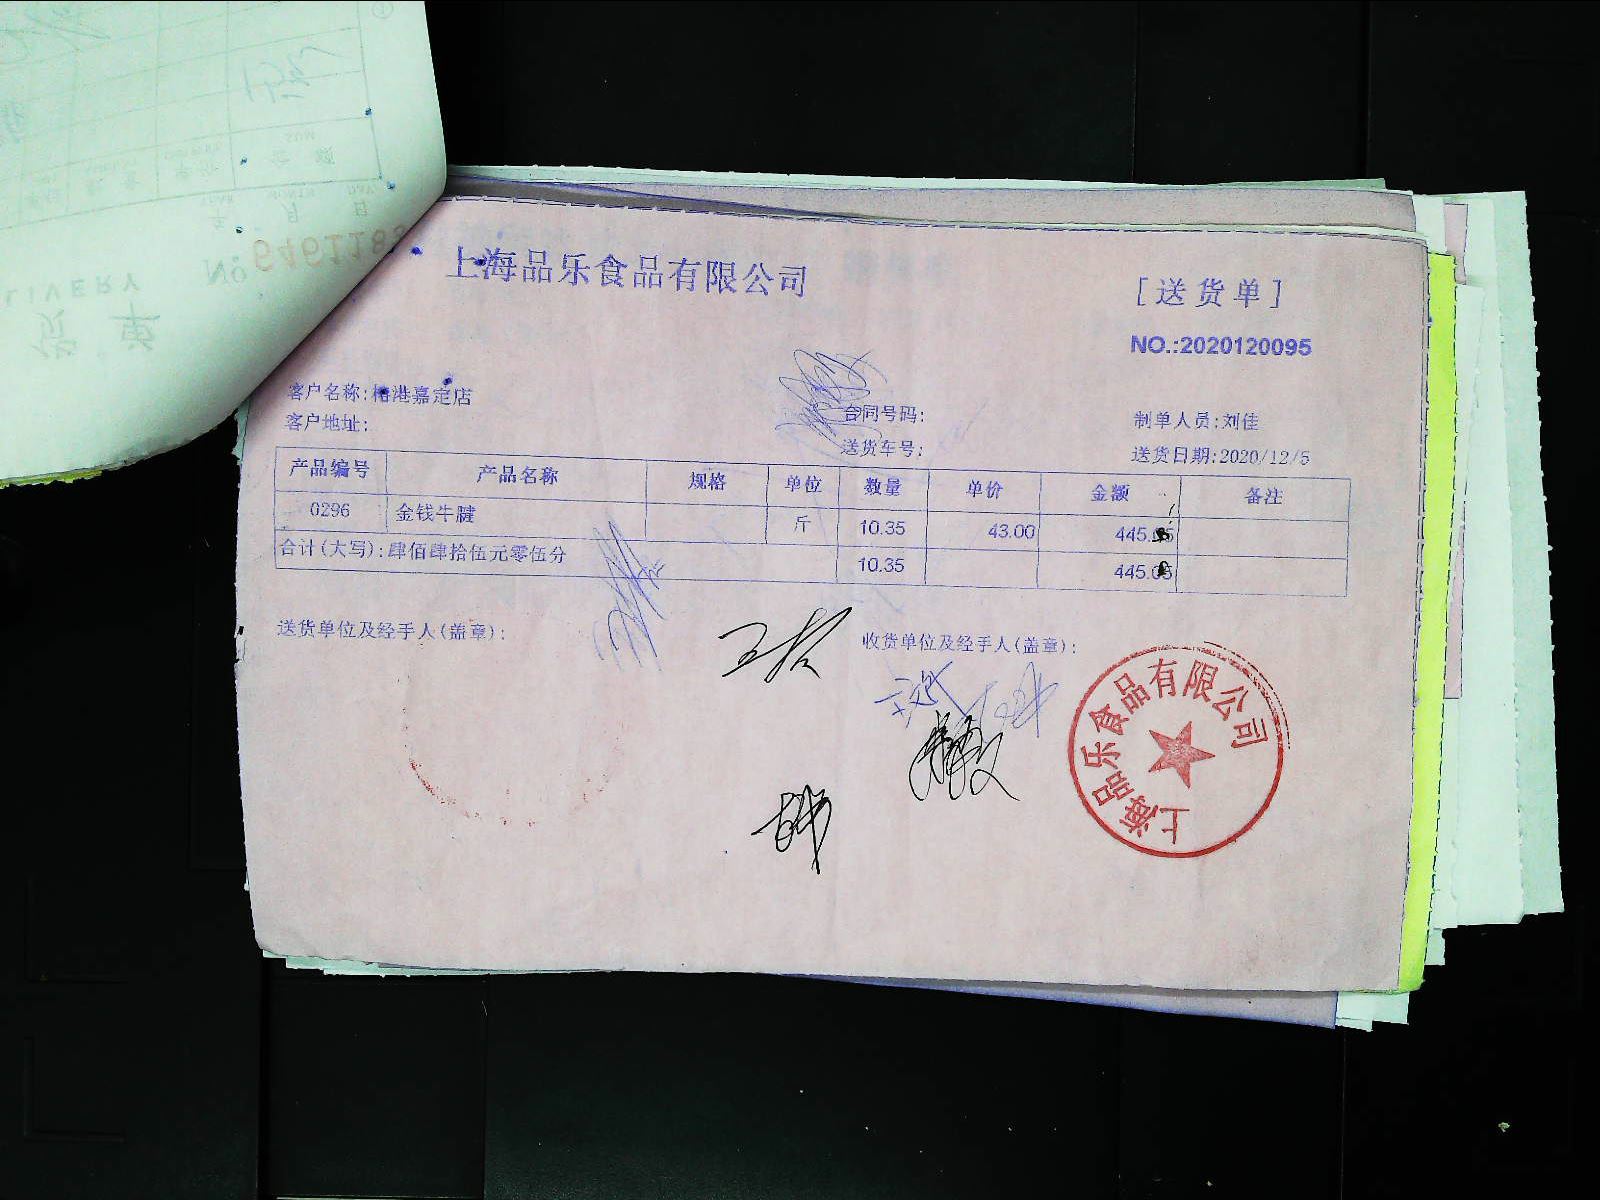 上海品乐食品有限公司
[送货单]
NO.:2020120095
客户名称:椿港嘉定店
合同号码:
制单人员:刘佳
客户地址:
送货车号:
送货日期:2020/12/5
产品编号 产品名称 规格 单位 数量 单价 金额 备注
0296 金钱牛腱 斤 10.35 43.00 445.05
合计(大写):肆佰肆拾伍元零伍分 10.35 445.05
送货单位及经手人(盖章):
收货单位及经手人(盖章):
上海品乐食品有限公司
№ 6461183
年 月 日